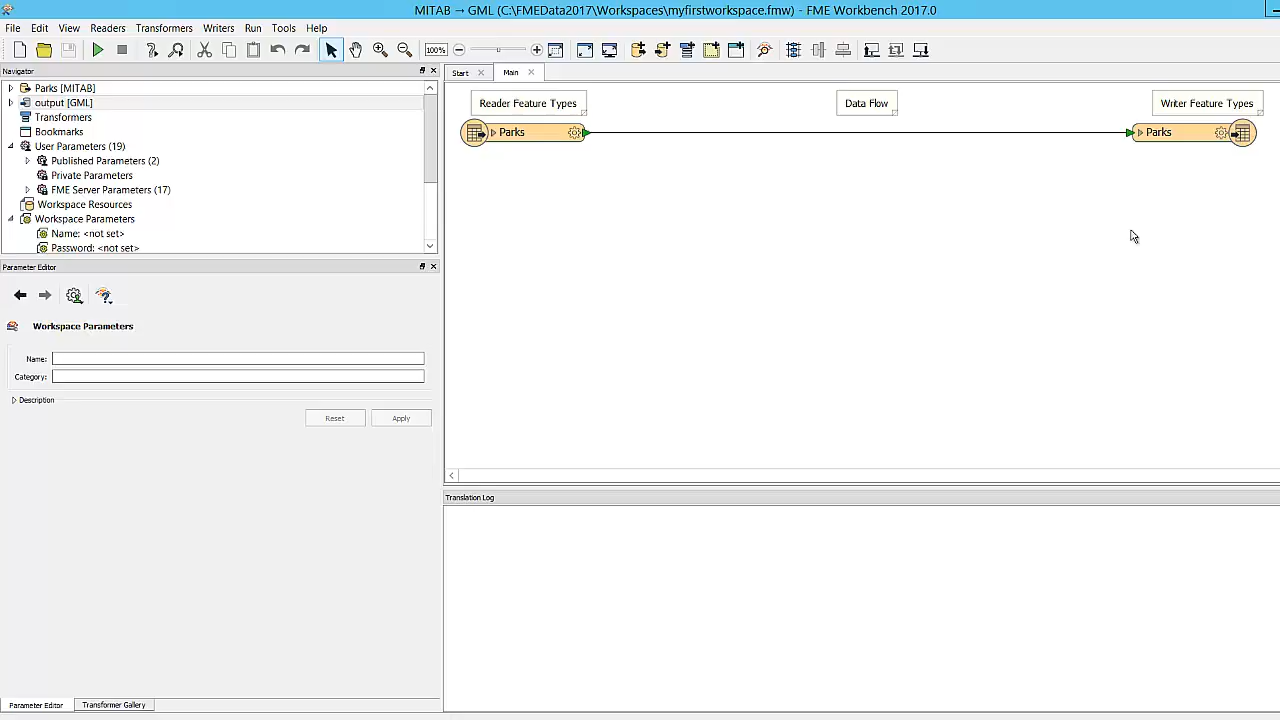 MITAB → GML (C:\FMEData2017\Workspaces\myfirstworkspace.fmw) - FME Workbench 2017.0
File Edit View Readers Transformers Writers Run Tools Help
100%
Navigator
Parks [MITAB]
output [GML]
Transformers
Bookmarks
User Parameters (19)
Published Parameters (2)
Private Parameters
FME Server Parameters (17)
Workspace Resources
Workspace Parameters
Name: <not set>
Password: <not set>
Parameter Editor
Workspace Parameters
Name:
Category:
Description
Reset Apply
Parameter Editor Transformer Gallery
Start Main
Reader Feature Types Data Flow Writer Feature Types
Parks Parks
Translation Log